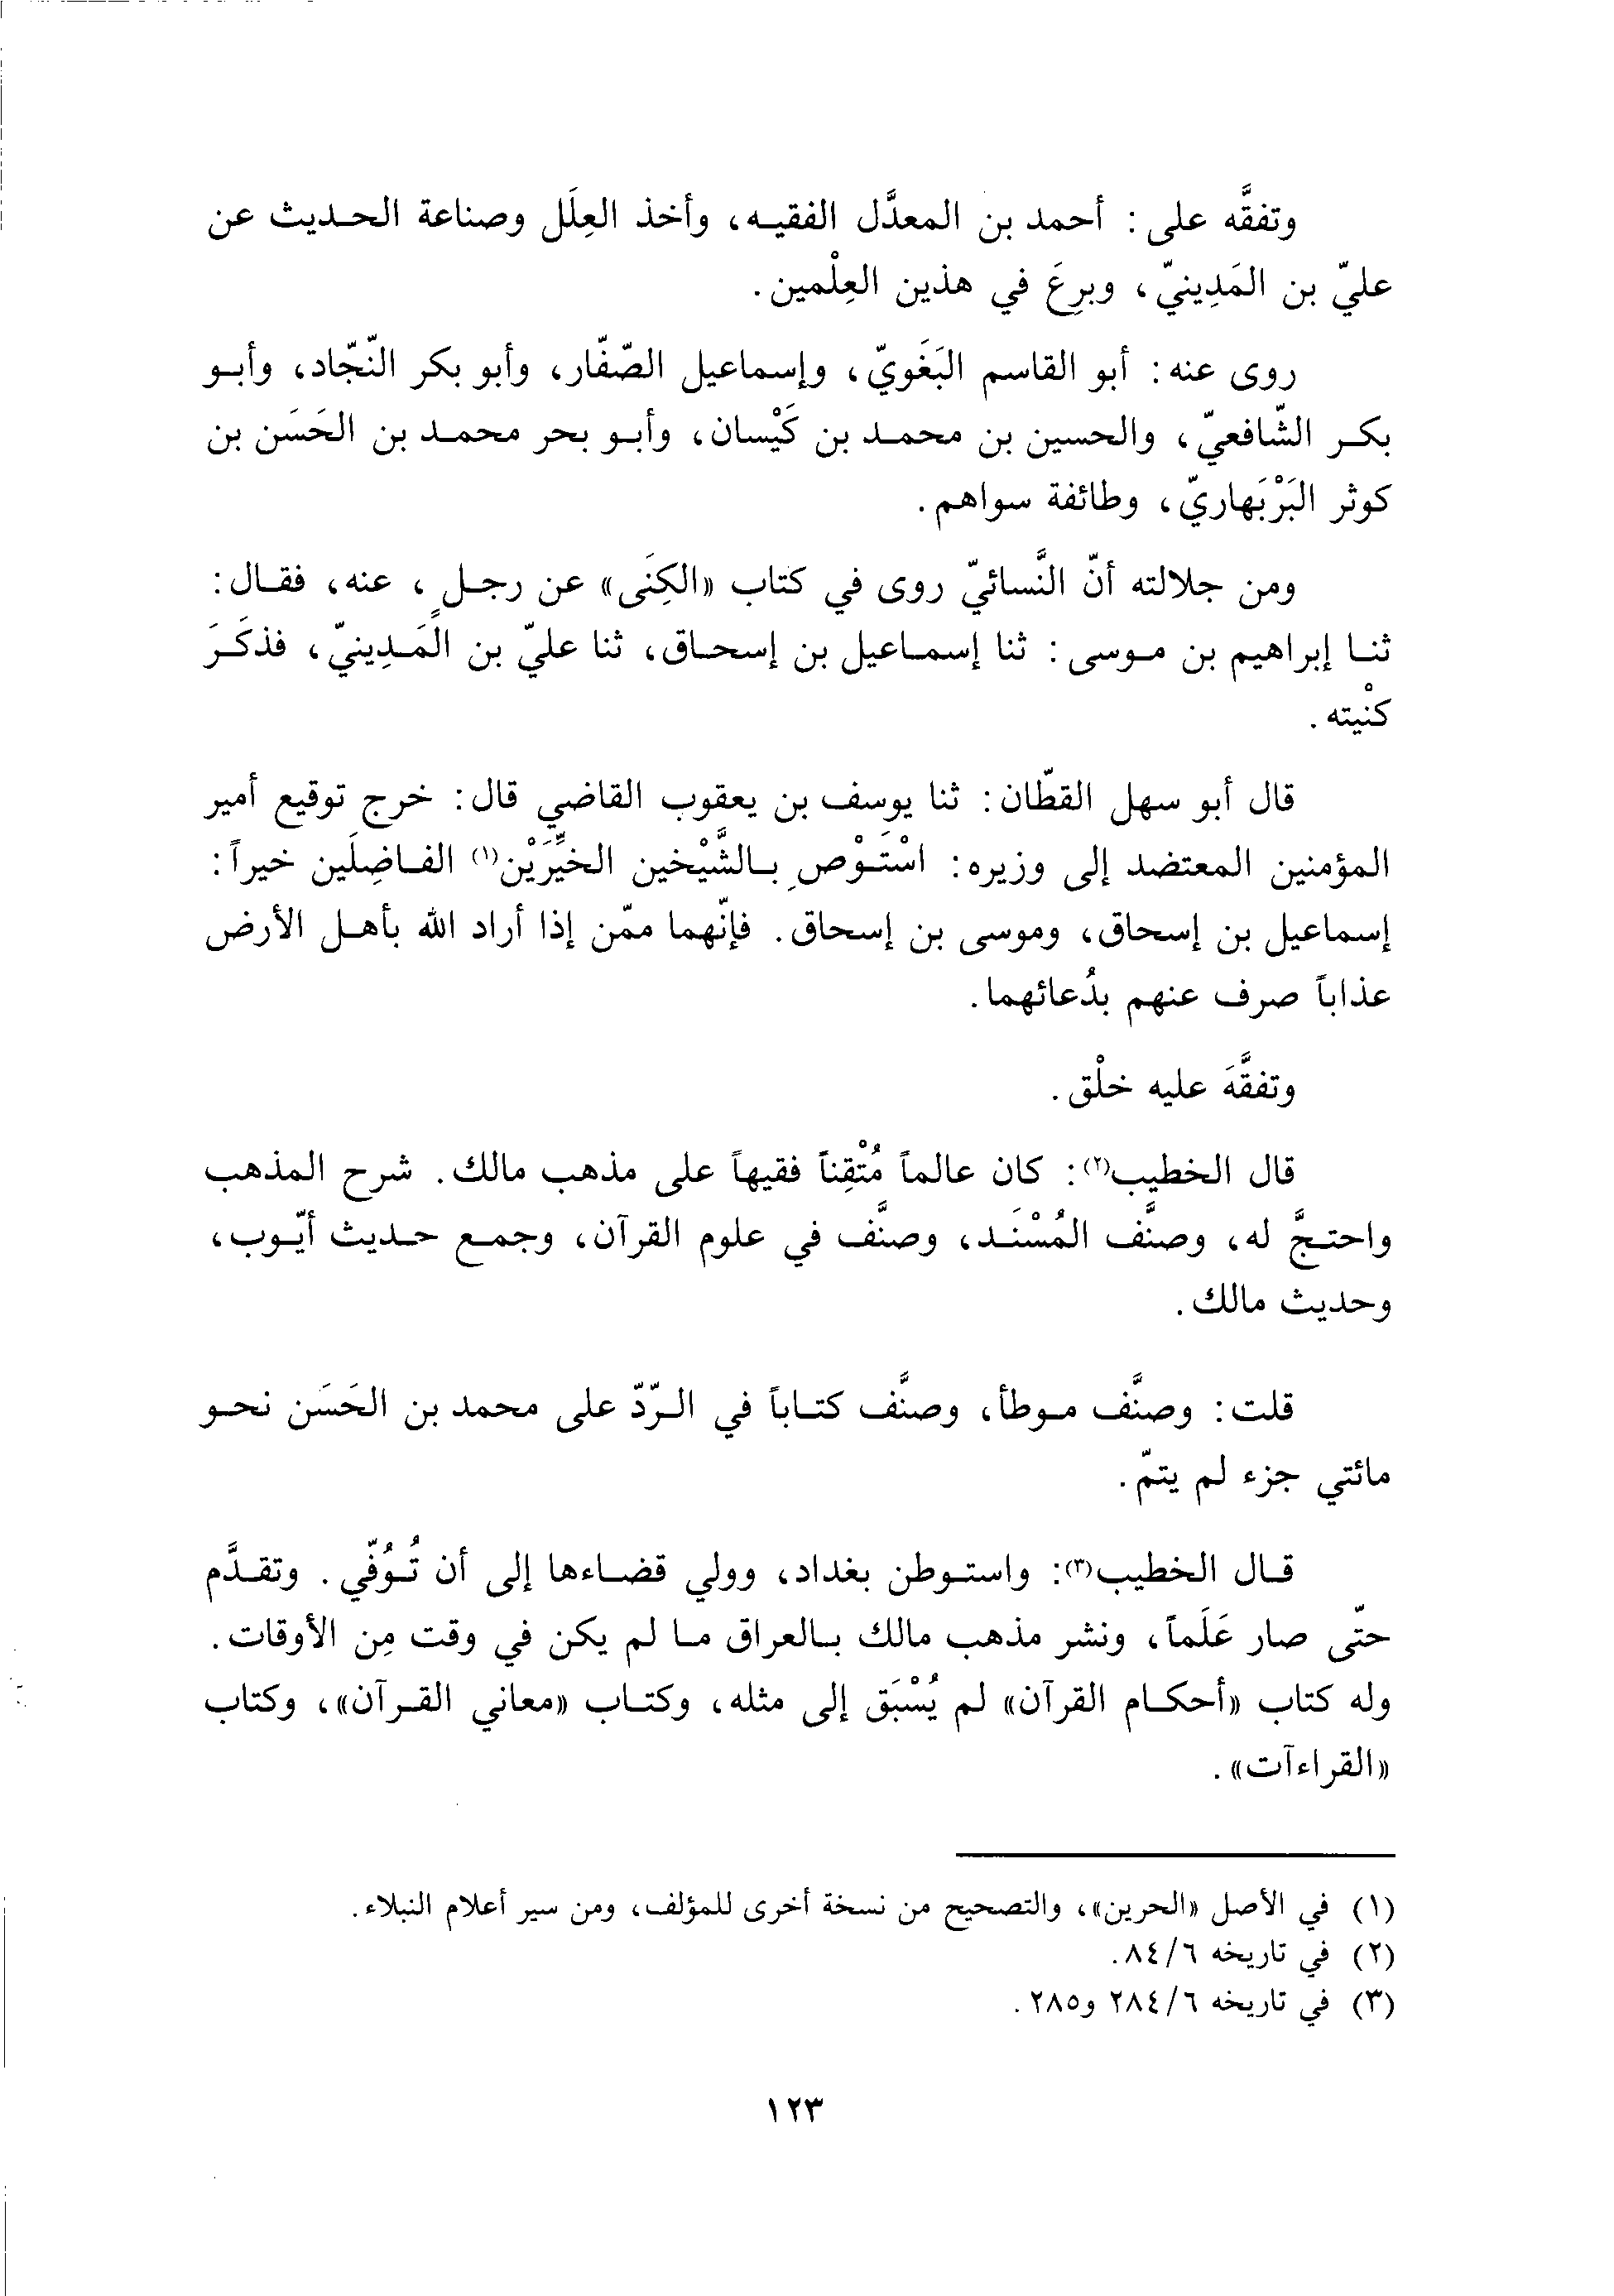 وتفقَّه على: أحمد بن المعدَّل الفقيه، وأخذ العِلَل وصناعة الحديث عن
عليّ بن المَدِينيّ، وبرِعَ في هذين العِلْمين.
روى عنه: أبو القاسم البَغَويّ، وإسماعيل الصّفّار، وأبو بكر النّجّاد، وأبو
بكر الشّافعيّ، والحسين بن محمد بن كَيْسان، وأبو بحر محمد بن الحَسَن بن
كوثر البَرْبَهاريّ، وطائفة سواهم.
ومن جلالته أنّ النَّسائيّ روى في كتاب «الكِنَى» عن رجلٍ، عنه، فقال:
ثنا إبراهيم بن موسى: ثنا إسماعيل بن إسحاق، ثنا عليّ بن المَدِينيّ، فذكَرَ
كنْيته.
قال أبو سهل القطّان: ثنا يوسف بن يعقوب القاضي قال: خرج توقيع أمير
المؤمنين المعتضد إلى وزيره: اسْتَوْصِ بالشَّيْخين الخيِّرَيْن(١) الفاضِلَين خيراً:
إسماعيل بن إسحاق، وموسى بن إسحاق. فإنّهما ممّن إذا أراد الله بأهل الأرض
عذاباً صرف عنهم بدُعائهما.
وتفقَّهَ عليه خلْق.
قال الخطيب(٢): كان عالماً مُتْقِناً فقيهاً على مذهب مالك. شرح المذهب
واحتجَّ له، وصنَّف المُسْنَد، وصنَّف في علوم القرآن، وجمع حديث أيّوب،
وحديث مالك.
قلت: وصنَّف موطأ، وصنَّف كتاباً في الرّدّ على محمد بن الحَسَن نحو
مائتي جزء لم يتمّ.
قال الخطيب(٣): واستوطن بغداد، وولي قضاءها إلى أن تُوُفّي. وتقدَّم
حتّى صار عَلَماً، ونشر مذهب مالك بالعراق ما لم يكن في وقت مِن الأوقات.
وله كتاب «أحكام القرآن» لم يُسْبَق إلى مثله، وكتاب «معاني القرآن»، وكتاب
«القراءآت».
(١) في الأصل «الحرين»، والتصحيح من نسخة أخرى للمؤلف، ومن سير أعلام النبلاء.
(٢) في تاريخه ٨٤/٦.
(٣) في تاريخه ٢٨٤/٦ و٢٨٥.
١٢٣